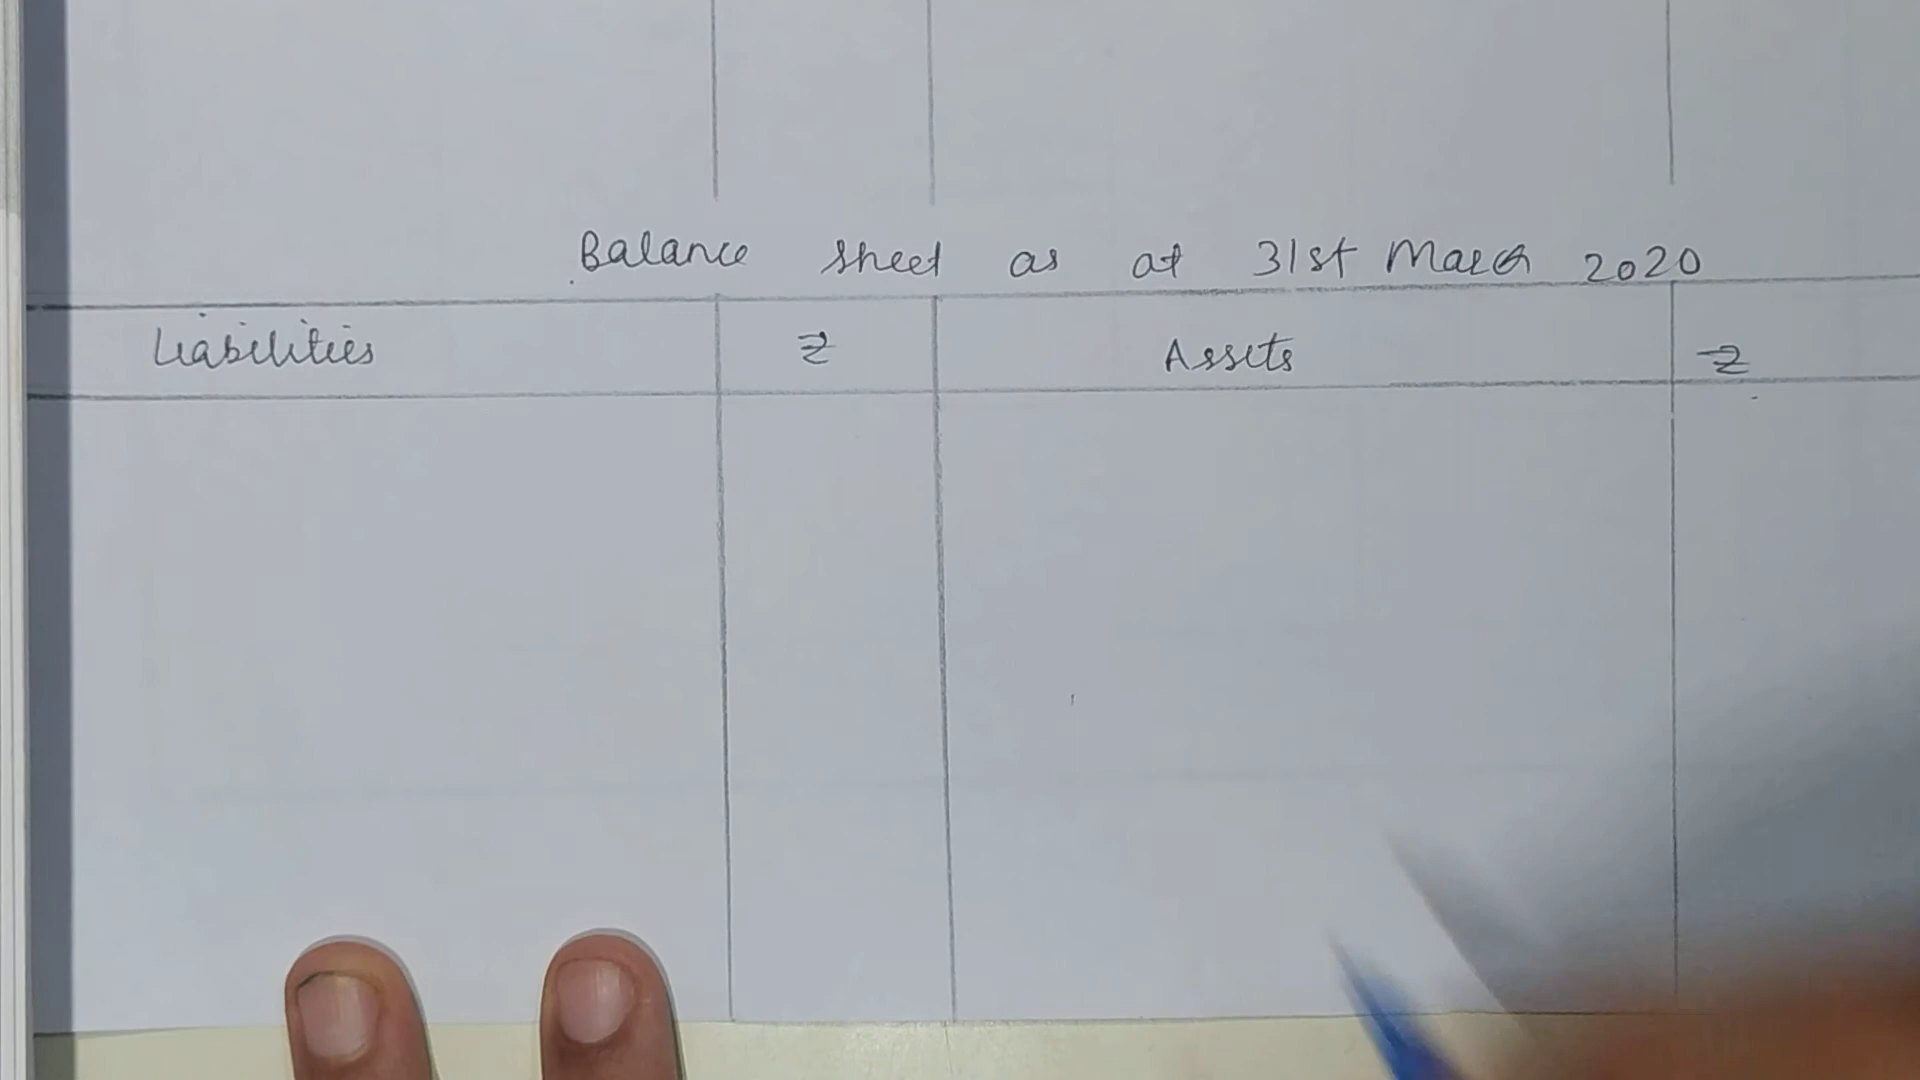 Balance sheet as at 31st March 2020
Liabilities ₹ Assets ₹